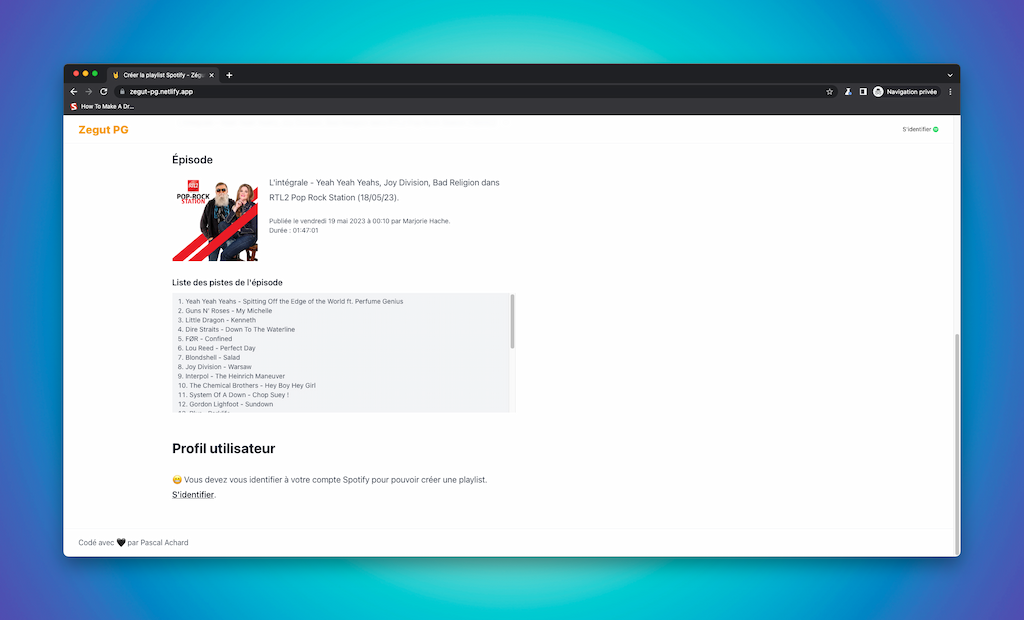 Créer la playlist Spotify - Zégu
zegut-pg.netlify.app
Navigation privée
S How To Make A Dr...
Zegut PG
S'identifier
Épisode
RTL2
POP-ROCK
STATION
L'intégrale - Yeah Yeah Yeahs, Joy Division, Bad Religion dans
RTL2 Pop Rock Station (18/05/23).
Publiée le vendredi 19 mai 2023 à 00:10 par Marjorie Hache.
Durée : 01:47:01
Liste des pistes de l'épisode
1. Yeah Yeah Yeahs - Spitting Off the Edge of the World ft. Perfume Genius
2. Guns N' Roses - My Michelle
3. Little Dragon - Kenneth
4. Dire Straits - Down To The Waterline
5. FØR - Confined
6. Lou Reed - Perfect Day
7. Blondshell - Salad
8. Joy Division - Warsaw
9. Interpol - The Heinrich Maneuver
10. The Chemical Brothers - Hey Boy Hey Girl
11. System Of A Down - Chop Suey !
12. Gordon Lighfoot - Sundown
Profil utilisateur
Vous devez vous identifier à votre compte Spotify pour pouvoir créer une playlist.
S'identifier.
Codé avec 🖤 par Pascal Achard